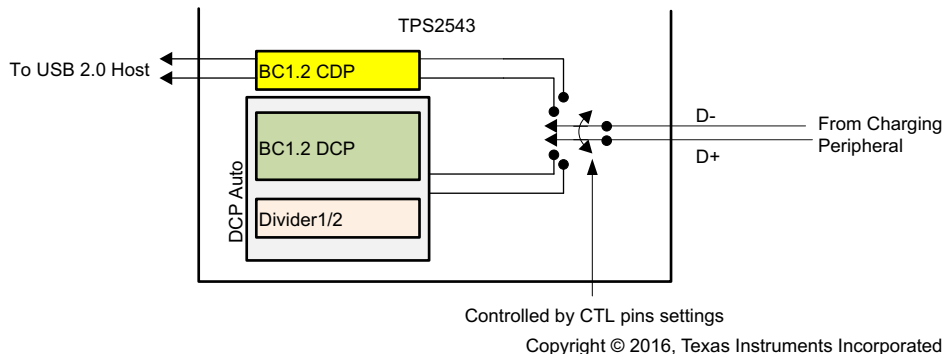 TPS2543
To USB 2.0 Host
BC1.2 CDP
BC1.2 DCP
DCP Auto
Divider1/2
D-
D+
From Charging
Peripheral
Controlled by CTL pins settings
Copyright © 2016, Texas Instruments Incorporated